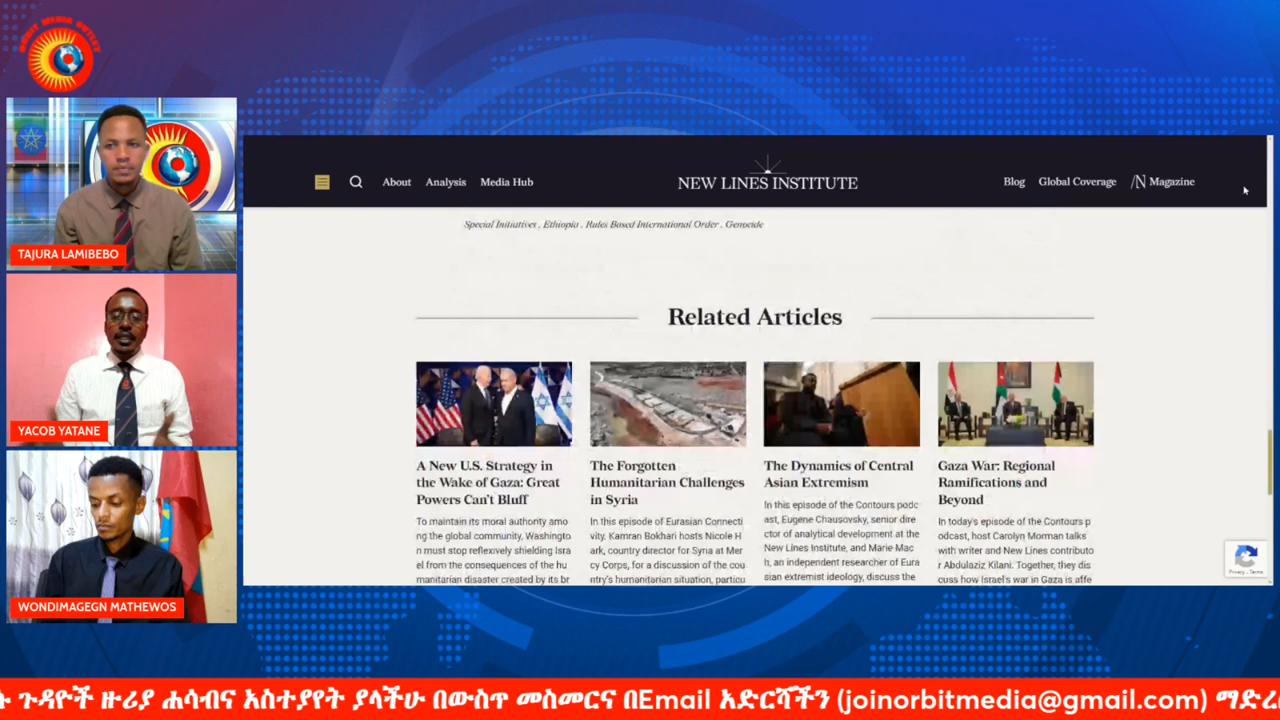 ORBIT MEDIA OUTLET
TAJURA LAMIBEBO
YACOB YATANE
WONDIMAGEGN MATHEWOS
About Analysis Media Hub
NEW LINES INSTITUTE
Blog Global Coverage /N Magazine
Special Initiatives , Ethiopia , Rules Based International Order , Genocide
Related Articles
A New U.S. Strategy in
the Wake of Gaza: Great
Powers Can't Bluff
To maintain its moral authority amo
ng the global community, Washingto
n must stop reflexively shielding Isra
el from the consequences of the hu
manitarian disaster created by its br
The Forgotten
Humanitarian Challenges
in Syria
In this episode of Eurasian Connecti
vity, Kamran Bokhari hosts Nicole H
ark, country director for Syria at Mer
cy Corps, for a discussion of the cou
ntry's humanitarian situation, particu
The Dynamics of Central
Asian Extremism
In this episode of the Contours podc
ast, Eugene Chausovsky, senior dire
ctor of analytical development at the
New Lines Institute, and Marie Mac
h, an independent researcher of Eura
sian extremist ideology, discuss the
Gaza War: Regional
Ramifications and
Beyond
In today's episode of the Contours p
odcast, host Carolyn Morman talks
with writer and New Lines contributo
r Abdulaziz Kilani. Together, they dis
cuss how Israel's war in Gaza is affe
Privacy - Terms
ጉዳዮች ዙሪያ ሐሳብና አስተያየት ያላችሁ በውስጥ መስመርና በEmail አድርሻችን (joinorbitmedia@gmail.com)